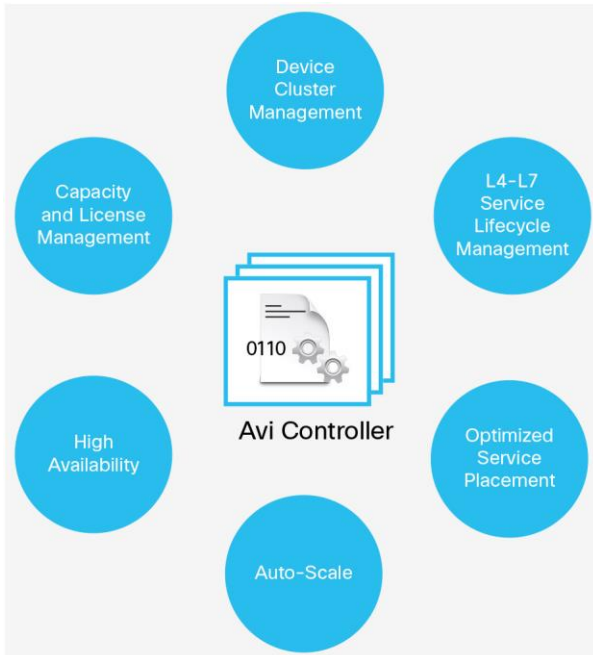 Device
Cluster
Management
Capacity
and License
Management
L4-L7
Service
Lifecycle
Management
0110
Avi Controller
High
Availability
Optimized
Service
Placement
Auto-Scale